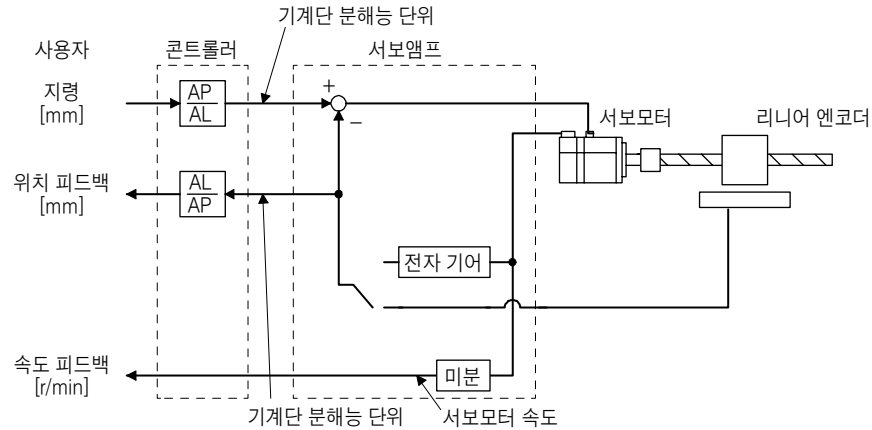 기계단 분해능 단위
사용자
콘트롤러
서보앰프
지령
[mm]
AP
AL
+
−
서보모터
리니어 엔코더
위치 피드백
[mm]
AL
AP
전자 기어
속도 피드백
[r/min]
미분
기계단 분해능 단위
서보모터 속도